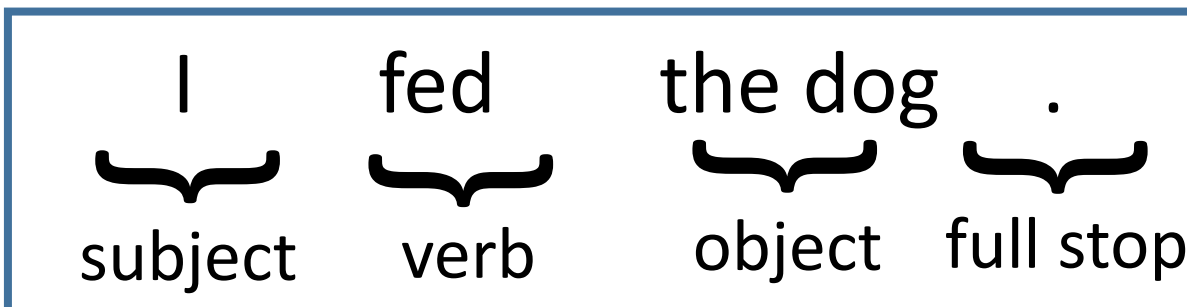 I fed the dog .
subject verb object full stop